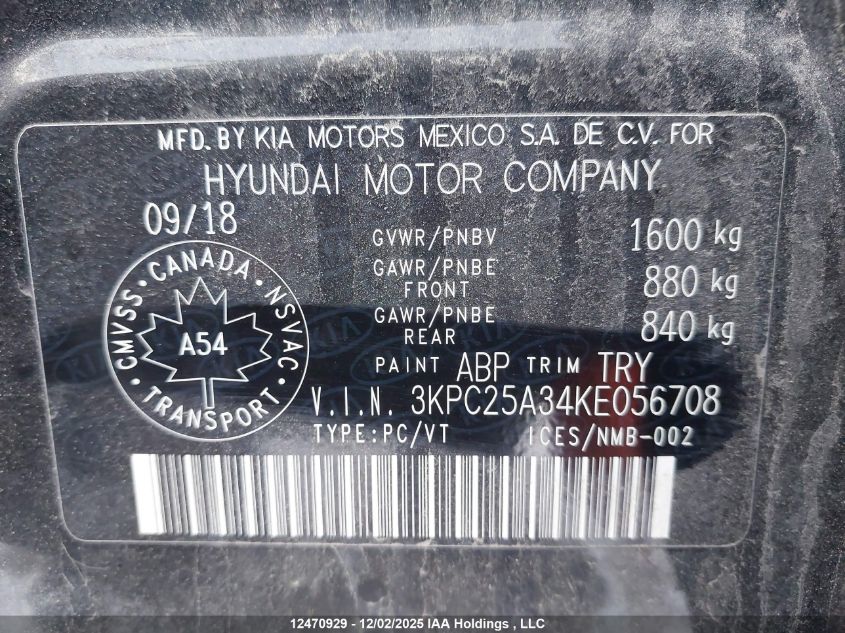 MFD. BY KIA MOTORS MEXICO S.A. DE C.V. FOR
HYUNDAI MOTOR COMPANY
09/18
GVWR/PNBV 1600 kg
GAWR/PNBE FRONT 880 kg
GAWR/PNBE REAR 840 kg
CMVSS • CANADA • NSVAC • TRANSPORT •
A54
PAINT ABP TRIM TRY
V.I.N. 3KPC25A34KE056708
TYPE:PC/VT ICES/NMB-002
12470929 - 12/02/2025 IAA Holdings , LLC